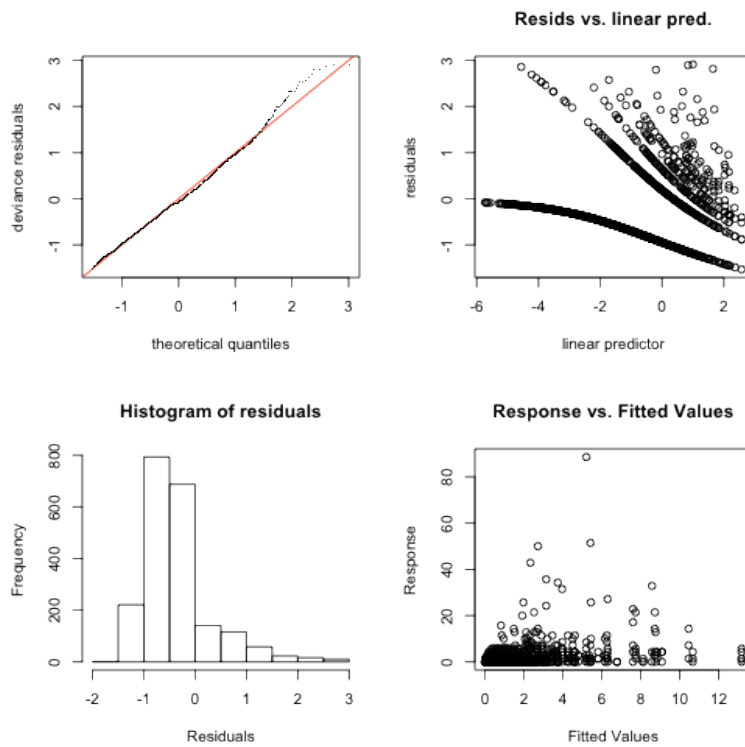 3
2
1
0
-1
deviance residuals
-1 0 1 2 3
theoretical quantiles
Resids vs. linear pred.
3
2
1
0
-1
residuals
-6 -4 -2 0 2
linear predictor
Histogram of residuals
800
400
200
0
Frequency
-2 -1 0 1 2 3
Residuals
Response vs. Fitted Values
80
60
40
20
0
Response
0 2 4 6 8 10 12
Fitted Values